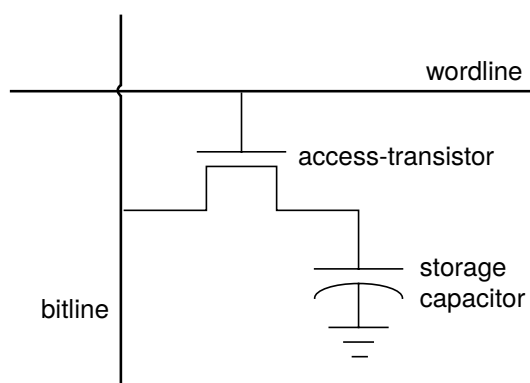 wordline
access-transistor
storage
capacitor
bitline